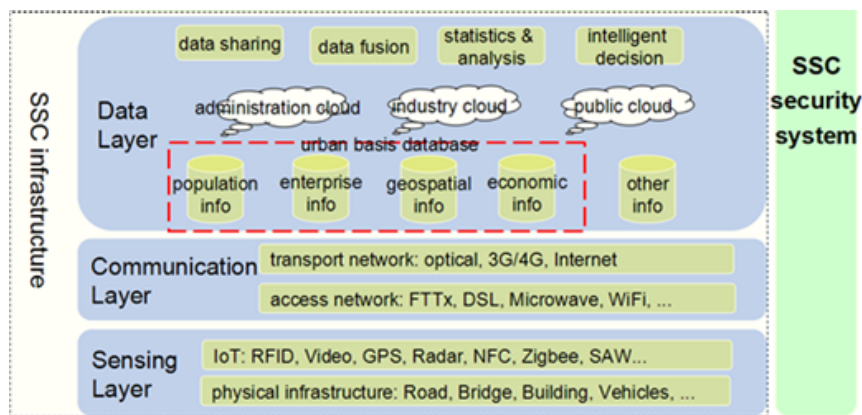 SSC infrastructure
data sharing
data fusion
statistics &
analysis
intelligent
decision
Data
Layer
administration cloud
industry cloud
public cloud
urban basis database
population
info
enterprise
info
geospatial
info
economic
info
other
info
Communication
Layer
transport network: optical, 3G/4G, Internet
access network: FTTx, DSL, Microwave, WiFi, ...
Sensing
Layer
IoT: RFID, Video, GPS, Radar, NFC, Zigbee, SAW...
physical infrastructure: Road, Bridge, Building, Vehicles, ...
SSC
security
system